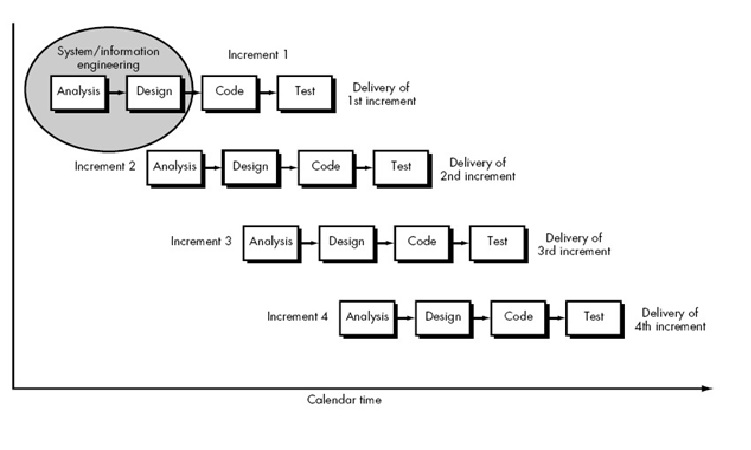 System/information
engineering
Increment 1
Analysis
Design
Code
Test
Delivery of
1st increment
Increment 2
Analysis
Design
Code
Test
Delivery of
2nd increment
Increment 3
Analysis
Design
Code
Test
Delivery of
3rd increment
Increment 4
Analysis
Design
Code
Test
Delivery of
4th increment
Calendar time